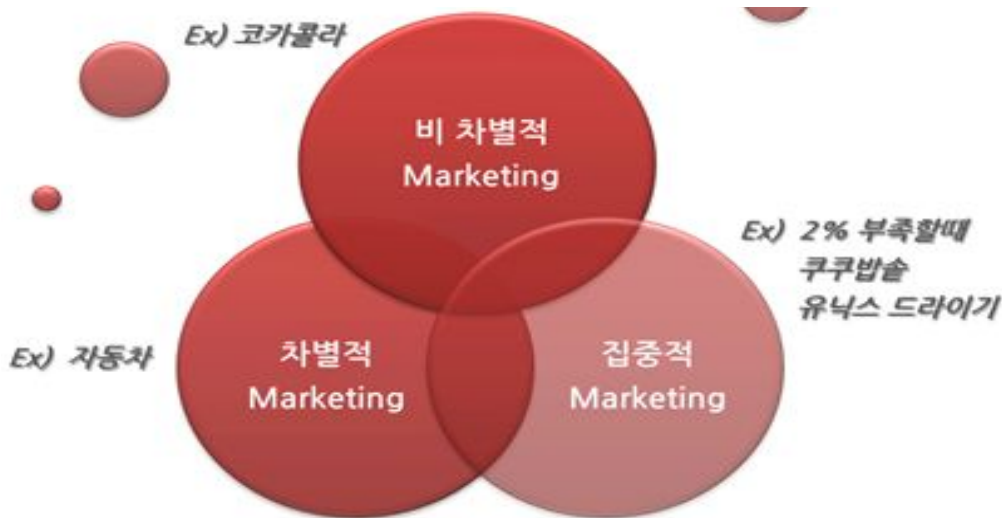 Ex) 코카콜라
비 차별적
Marketing
Ex) 2% 부족할때
쿠쿠밥솥
유닉스 드라이기
Ex) 자동차
차별적
Marketing
집중적
Marketing